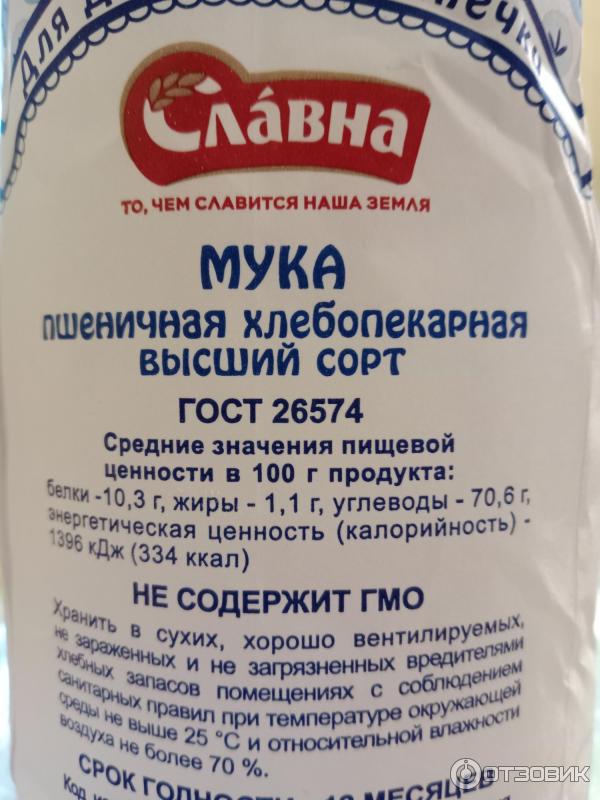 Для
Слáвна
ТО, ЧЕМ СЛАВИТСЯ НАША ЗЕМЛЯ
МУКА
пшеничная хлебопекарная
высший сорт
ГОСТ 26574
Средние значения пищевой
ценности в 100 г продукта:
белки -10,3 г, жиры - 1,1 г, углеводы - 70,6 г,
энергетическая ценность (калорийность) -
1396 кДж (334 ккал)
НЕ СОДЕРЖИТ ГМО
Хранить в сухих, хорошо вентилируемых,
не зараженных и не загрязненных вредителями
хлебных запасов помещениях с соблюдением
санитарных правил при температуре окружающей
среды не выше 25 °С и относительной влажности
воздуха не более 70 %.
СРОК ГОДНОСТИ - 12 МЕСЯЦЕВ
Код
ОТЗОВИК